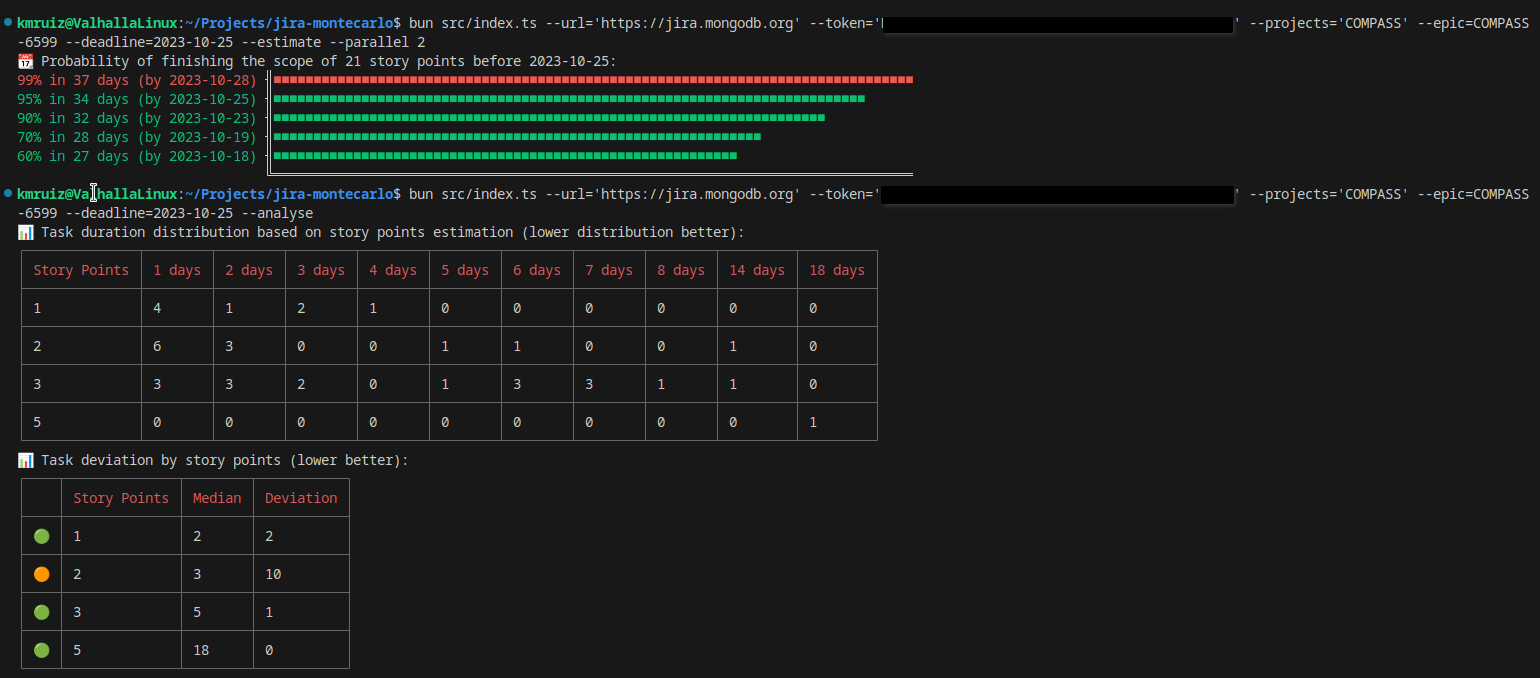 kmruiz@ValhallaLinux:~/Projects/jira-montecarlo$ bun src/index.ts --url='https://jira.mongodb.org' --token=' ' --projects='COMPASS' --epic=COMPASS
-6599 --deadline=2023-10-25 --estimate --parallel 2
📆 Probability of finishing the scope of 21 story points before 2023-10-25:
99% in 37 days (by 2023-10-28)
95% in 34 days (by 2023-10-25)
90% in 32 days (by 2023-10-23)
70% in 28 days (by 2023-10-19)
60% in 27 days (by 2023-10-18)
kmruiz@ValhallaLinux:~/Projects/jira-montecarlo$ bun src/index.ts --url='https://jira.mongodb.org' --token=' ' --projects='COMPASS' --epic=COMPASS
-6599 --deadline=2023-10-25 --analyse
📊 Task duration distribution based on story points estimation (lower distribution better):
Story Points 1 days 2 days 3 days 4 days 5 days 6 days 7 days 8 days 14 days 18 days
1 4 1 2 1 0 0 0 0 0 0
2 6 3 0 0 1 1 0 0 1 0
3 3 3 2 0 1 3 3 1 1 0
5 0 0 0 0 0 0 0 0 0 1
📊 Task deviation by story points (lower better):
Story Points Median Deviation
🟢 1 2 2
🟠 2 3 10
🟢 3 5 1
🟢 5 18 0